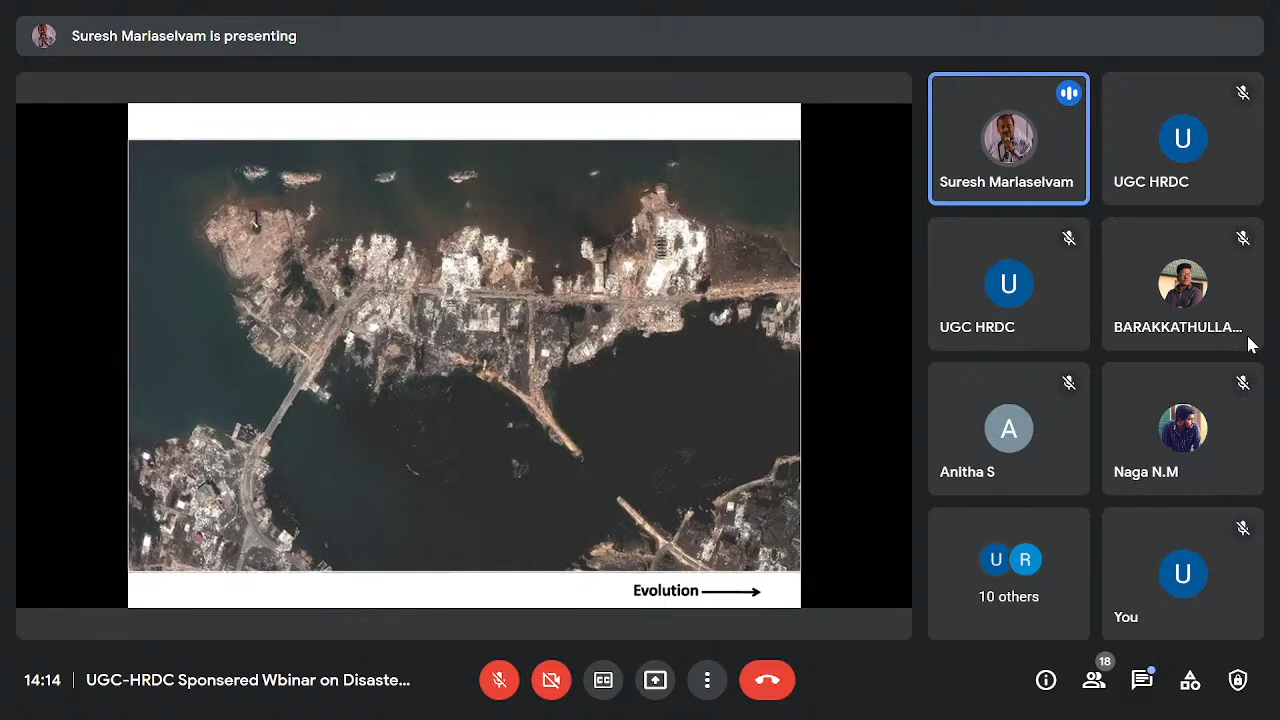 Suresh Mariaselvam is presenting
Evolution
Suresh Mariaselvam
U
UGC HRDC
U
UGC HRDC
BARAKKATHULLA...
A
Anitha S
Naga N.M
U R
10 others
U
You
14:14 | UGC-HRDC Sponsered Wbinar on Disaste...
18